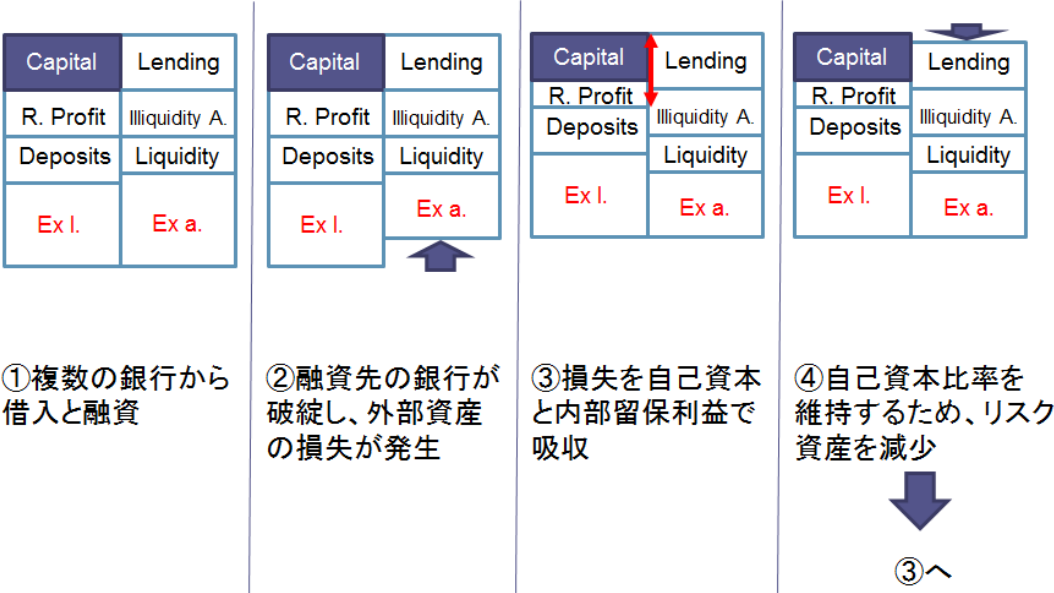 Capital
Lending
R. Profit
Illiquidity A.
Deposits
Liquidity
Ex l.
Ex a.
①複数の銀行から
借入と融資
Capital
Lending
R. Profit
Illiquidity A.
Deposits
Liquidity
Ex l.
Ex a.
②融資先の銀行が
破綻し、外部資産
の損失が発生
Capital
Lending
R. Profit
Illiquidity A.
Deposits
Liquidity
Ex l.
Ex a.
③損失を自己資本
と内部留保利益で
吸収
Capital
Lending
R. Profit
Illiquidity A.
Deposits
Liquidity
Ex l.
Ex a.
④自己資本比率を
維持するため、リスク
資産を減少
③へ